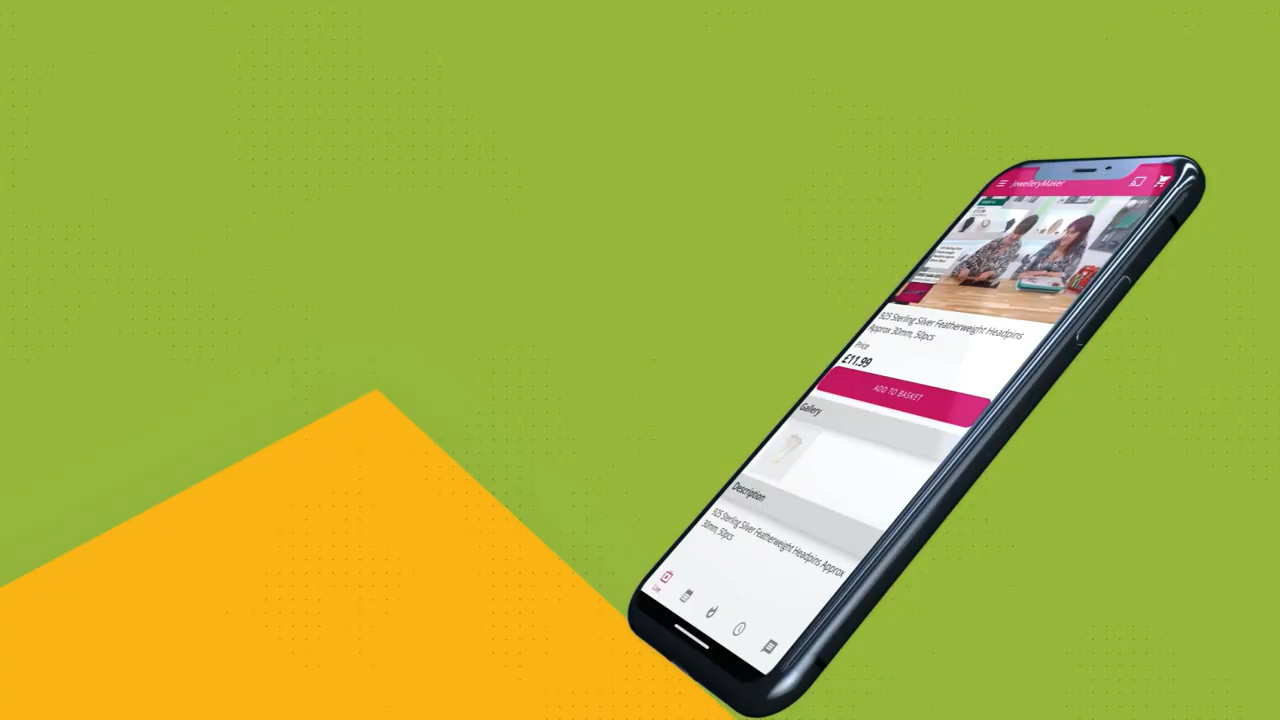 JewelleryMaker
925 Sterling Silver Featherweight Headpins
Approx 30mm, 50pcs
Price
£11.99
ADD TO BASKET
Gallery
Description
925 Sterling Silver Featherweight Headpins Approx
30mm, 50pcs
Live